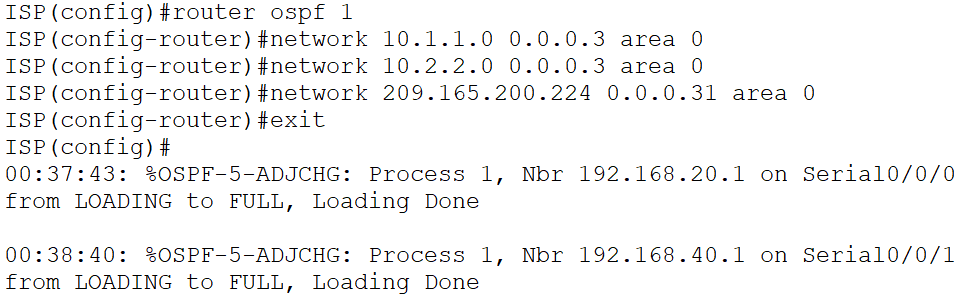 ISP(config)#router ospf 1
ISP(config-router)#network 10.1.1.0 0.0.0.3 area 0
ISP(config-router)#network 10.2.2.0 0.0.0.3 area 0
ISP(config-router)#network 209.165.200.224 0.0.0.31 area 0
ISP(config-router)#exit
ISP(config)#
00:37:43: %OSPF-5-ADJCHG: Process 1, Nbr 192.168.20.1 on Serial0/0/0
from LOADING to FULL, Loading Done
00:38:40: %OSPF-5-ADJCHG: Process 1, Nbr 192.168.40.1 on Serial0/0/1
from LOADING to FULL, Loading Done